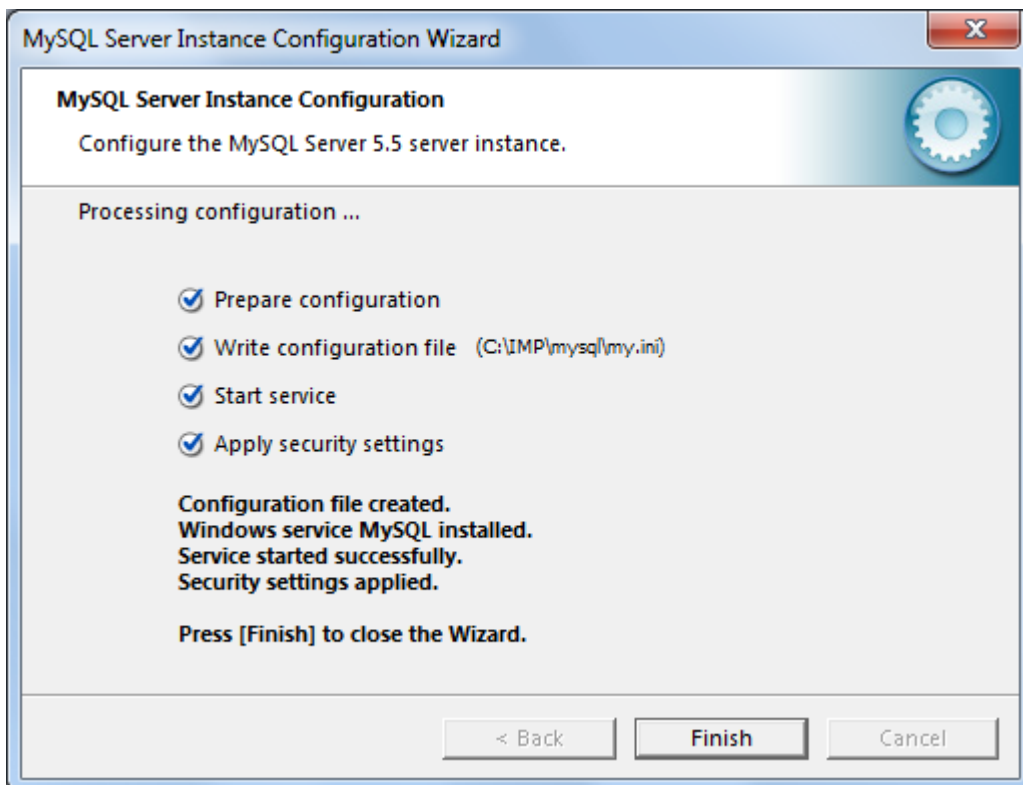 MySQL Server Instance Configuration Wizard
MySQL Server Instance Configuration
Configure the MySQL Server 5.5 server instance.
Processing configuration ...
Prepare configuration
Write configuration file (C:\IMP\mysql\my.ini)
Start service
Apply security settings
Configuration file created.
Windows service MySQL installed.
Service started successfully.
Security settings applied.
Press [Finish] to close the Wizard.
< Back Finish Cancel